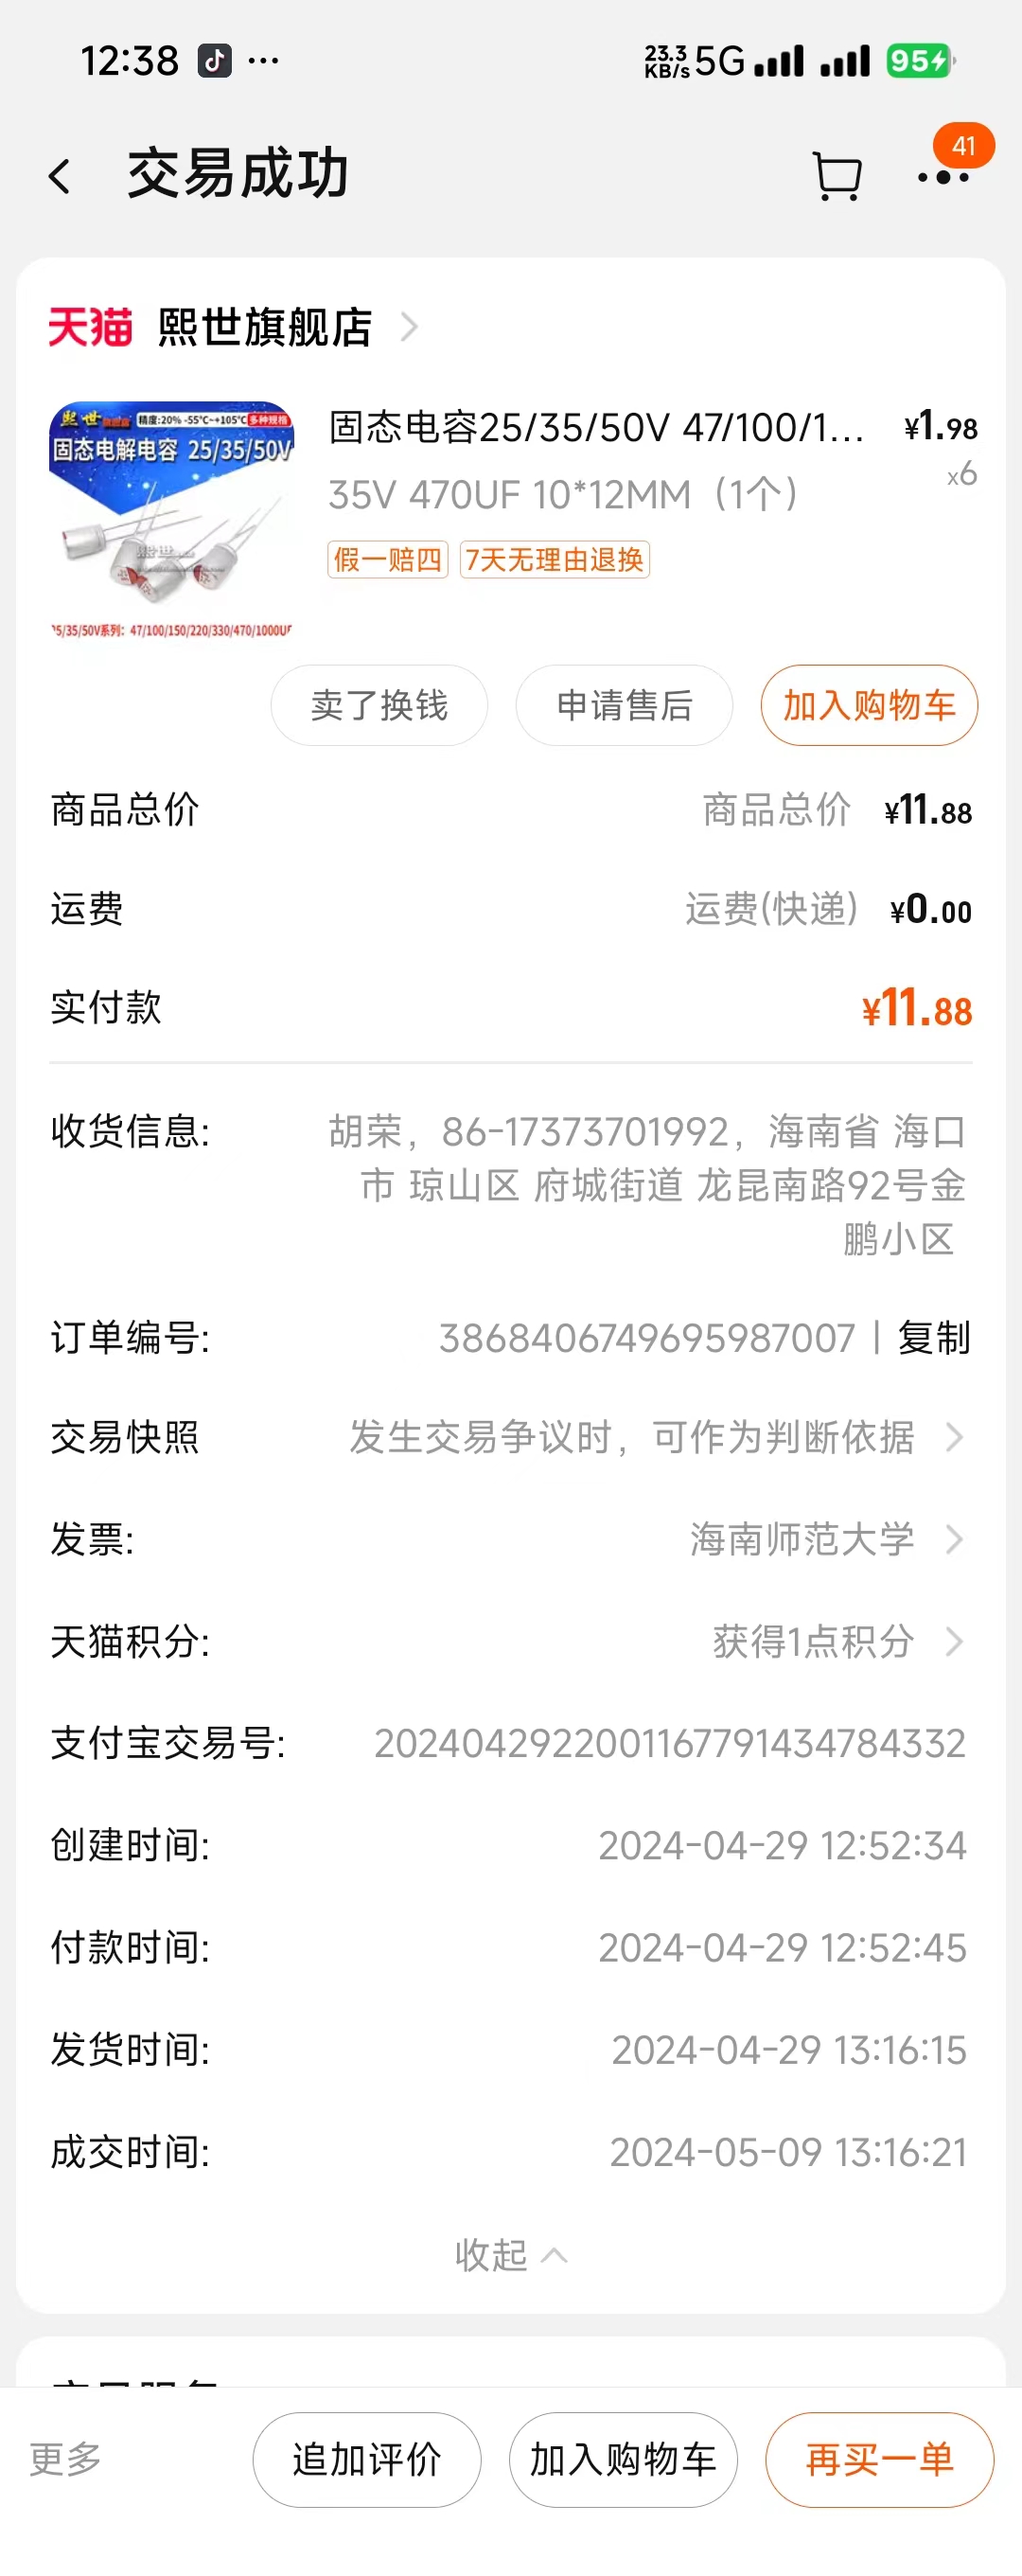 12:38 ···
23.3 KB/s 5G 95
交易成功
41
天猫 熙世旗舰店
熙世 精度:20% -55℃~+105℃ 多种规格
固态电解电容 25/35/50V
熙世
25/35/50V系列: 47/100/150/220/330/470/1000UF
固态电容25/35/50V 47/100/1... ¥1.98
35V 470UF 10*12MM（1个） x6
假一赔四 7天无理由退换
卖了换钱 申请售后 加入购物车
商品总价 商品总价 ¥11.88
运费 运费(快递) ¥0.00
实付款 ¥11.88
收货信息: 胡荣，86-17373701992，海南省 海口
市 琼山区 府城街道 龙昆南路92号金
鹏小区
订单编号: 3868406749695987007 | 复制
交易快照 发生交易争议时，可作为判断依据
发票: 海南师范大学
天猫积分: 获得1点积分
支付宝交易号: 2024042922001167791434784332
创建时间: 2024-04-29 12:52:34
付款时间: 2024-04-29 12:52:45
发货时间: 2024-04-29 13:16:15
成交时间: 2024-05-09 13:16:21
收起
更多 追加评价 加入购物车 再买一单